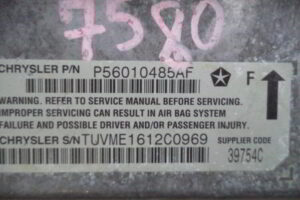 7580
CHRYSLER P/N P56010485AF
F
WARNING: REFER TO SERVICE MANUAL BEFORE SERVICING.
IMPROPER SERVICING CAN RESULT IN AIR BAG SYSTEM
FAILURE AND POSSIBLE DRIVER AND/OR PASSENGER INJURY.
CHRYSLER S/N TUVME1612C0969
SUPPLIER CODE
39754C